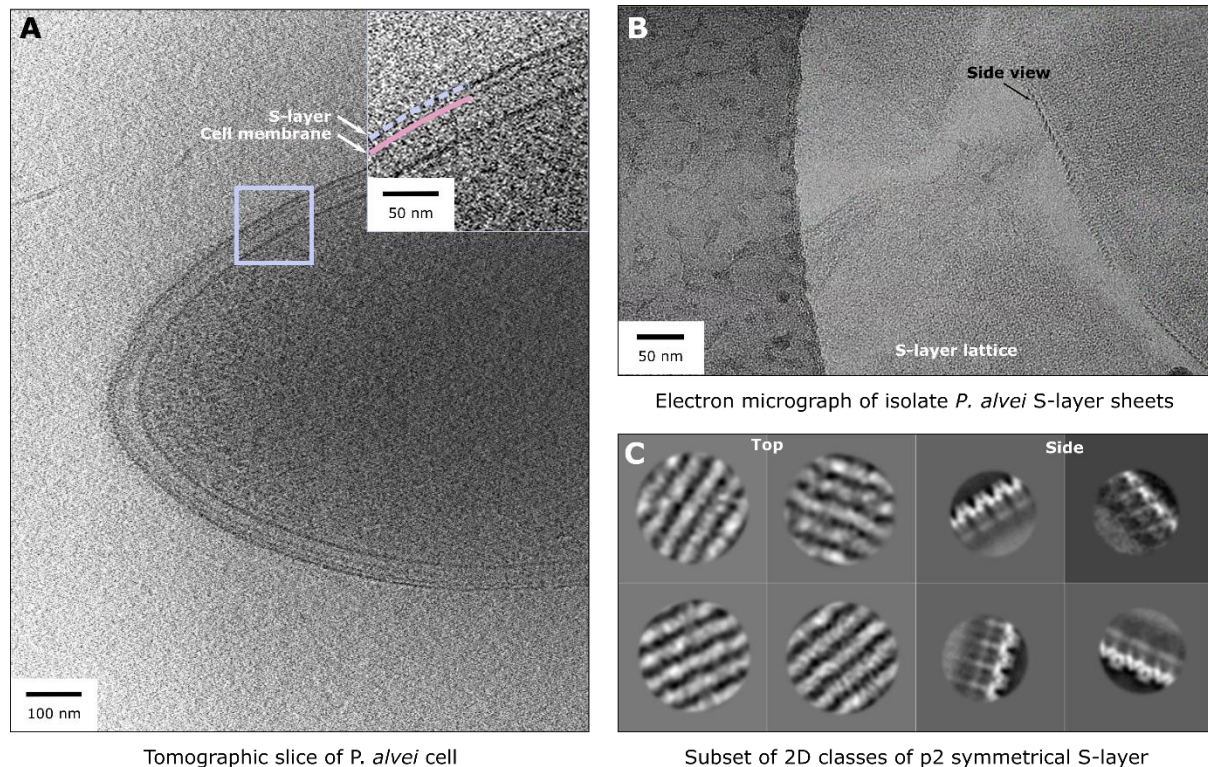 A
S-layer
Cell membrane
50 nm
100 nm
Tomographic slice of P. alvei cell
B
Side view
S-layer lattice
50 nm
Electron micrograph of isolate P. alvei S-layer sheets
C
Top
Side
Subset of 2D classes of p2 symmetrical S-layer